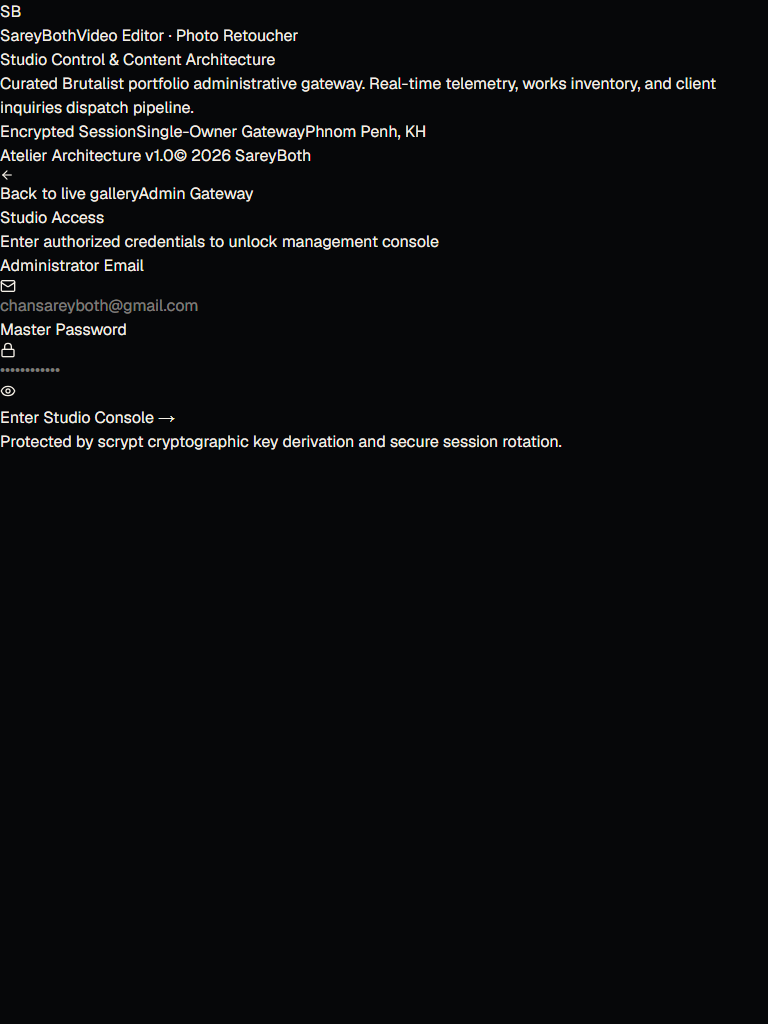 SB
SareyBothVideo Editor · Photo Retoucher
Studio Control & Content Architecture
Curated Brutalist portfolio administrative gateway. Real-time telemetry, works inventory, and client
inquiries dispatch pipeline.
Encrypted SessionSingle-Owner GatewayPhnom Penh, KH
Atelier Architecture v1.0© 2026 SareyBoth
←
Back to live galleryAdmin Gateway
Studio Access
Enter authorized credentials to unlock management console
Administrator Email
chansareyboth@gmail.com
Master Password
••••••••••••
Enter Studio Console →
Protected by scrypt cryptographic key derivation and secure session rotation.